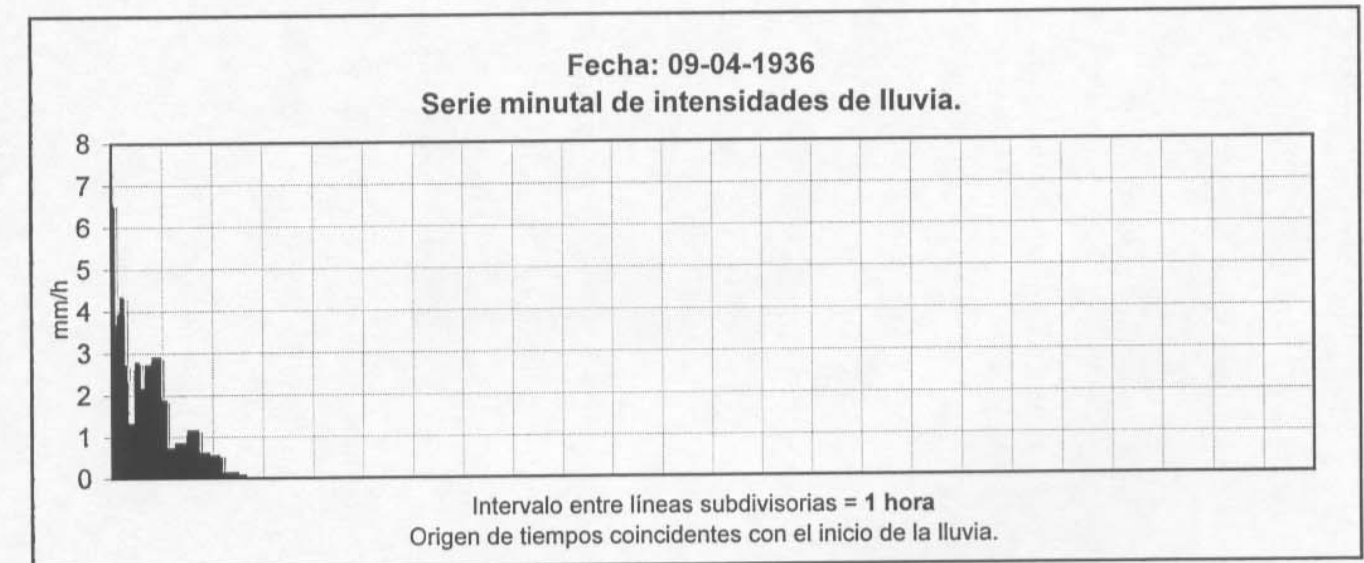 Fecha: 09-04-1936
Serie minutal de intensidades de lluvia.
8
7
6
5
4
3
2
1
0
mm/h
Intervalo entre líneas subdivisorias = 1 hora
Origen de tiempos coincidentes con el inicio de la lluvia.